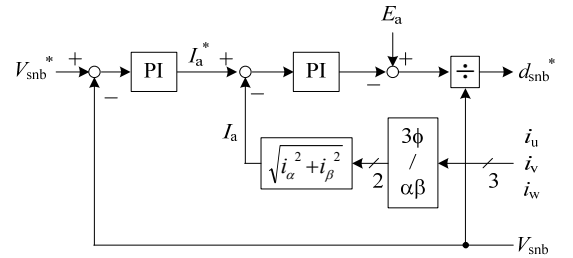 E_a
V_snb^* + − PI I_a^* + − PI − + ÷ d_snb^*
I_a
√(i_α² + i_β²)
2
3ϕ
/
αβ
3
i_u
i_v
i_w
V_snb